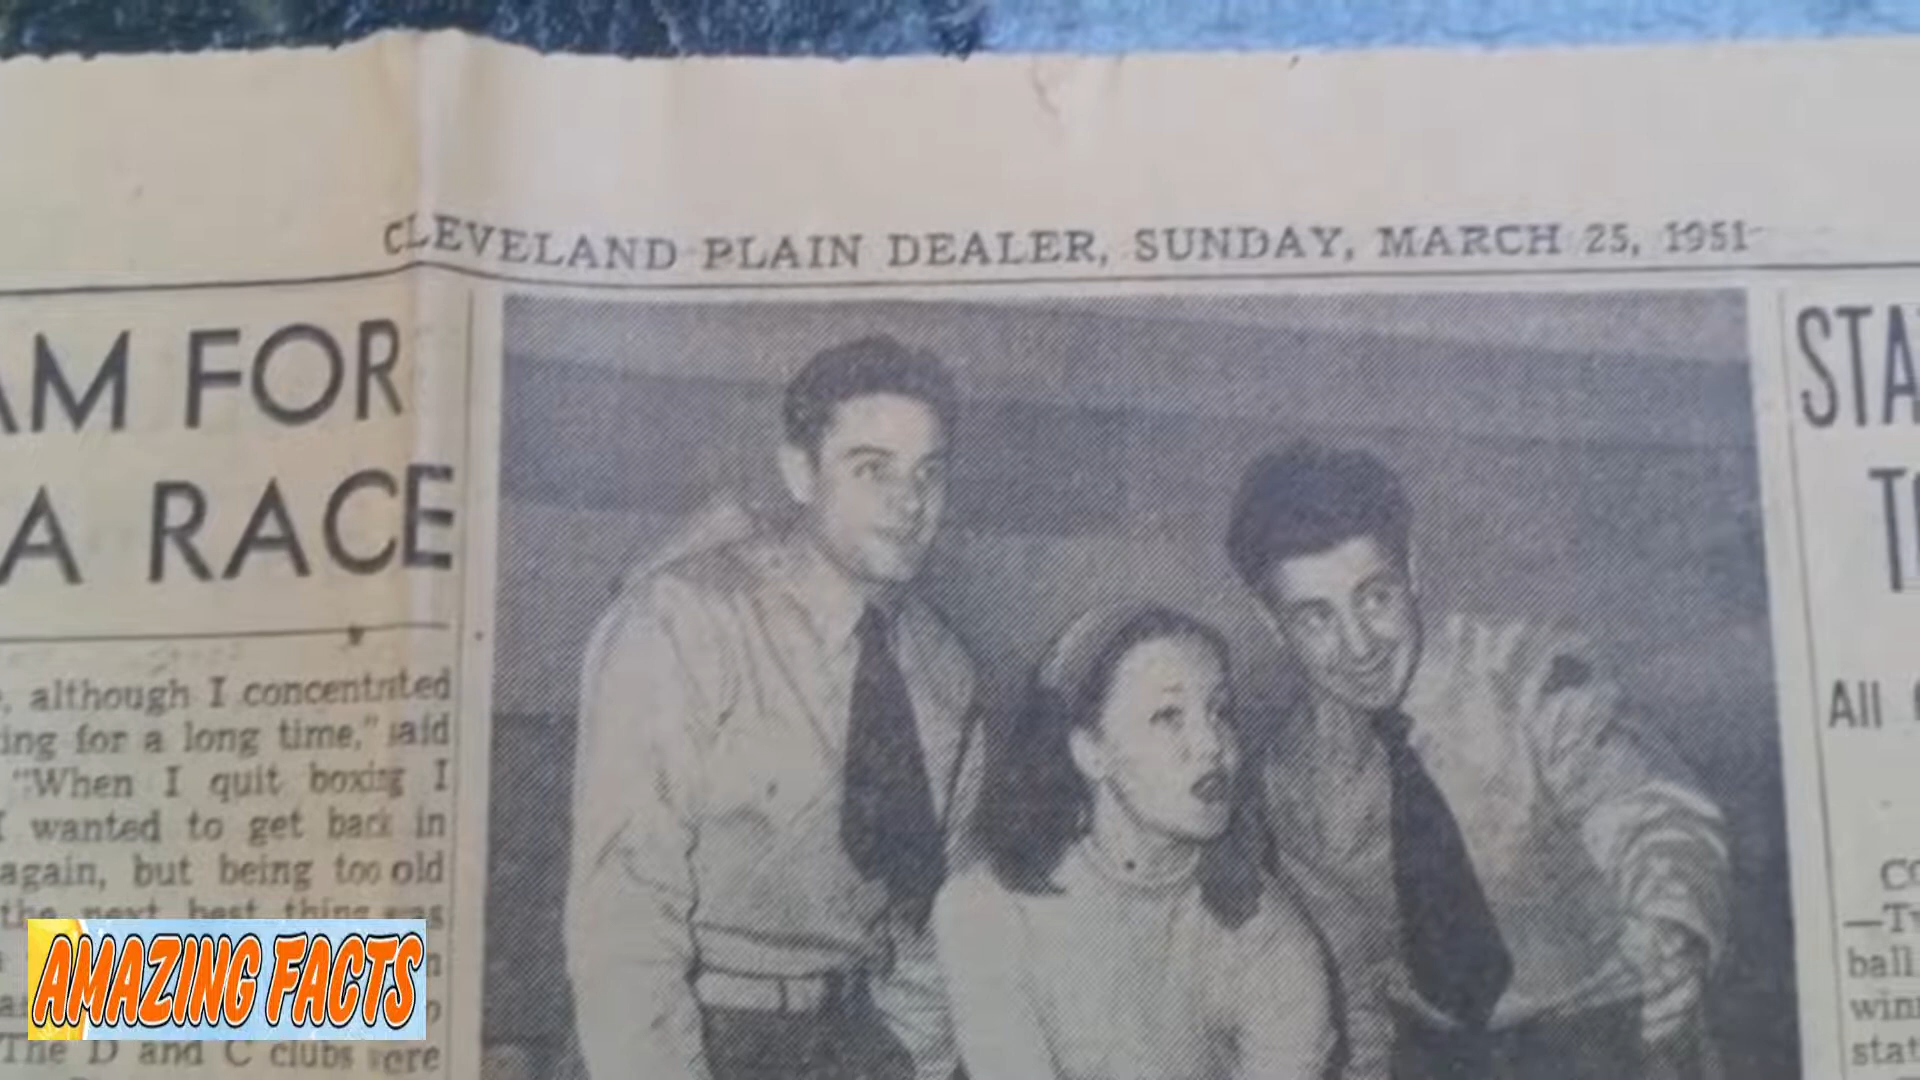 CLEVELAND PLAIN DEALER, SUNDAY, MARCH 25, 1951
AM FOR
A RACE
although I concentrated
ing for a long time," said
"When I quit boxing I
I wanted to get back in
again, but being too old
the next best thing was
The D and C clubs were
STA
All
CO
—Tw
ball
win
stat
AMAZING FACTS